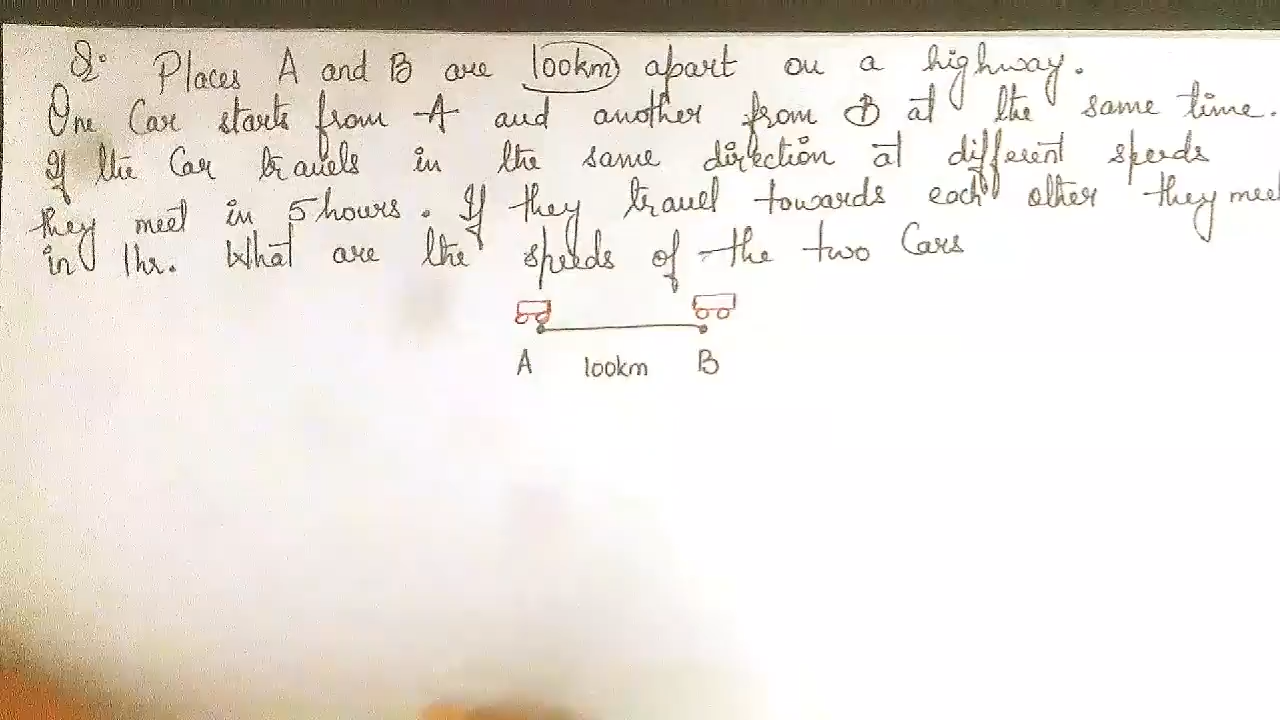 Q: Places A and B are 100km apart on a highway.
One Car starts from A and another from B at the same time.
If the Car travels in the same direction at different speeds
they meet in 5 hours. If they travel towards each other they meet
in 1hr. What are the speeds of the two Cars
A 100km B